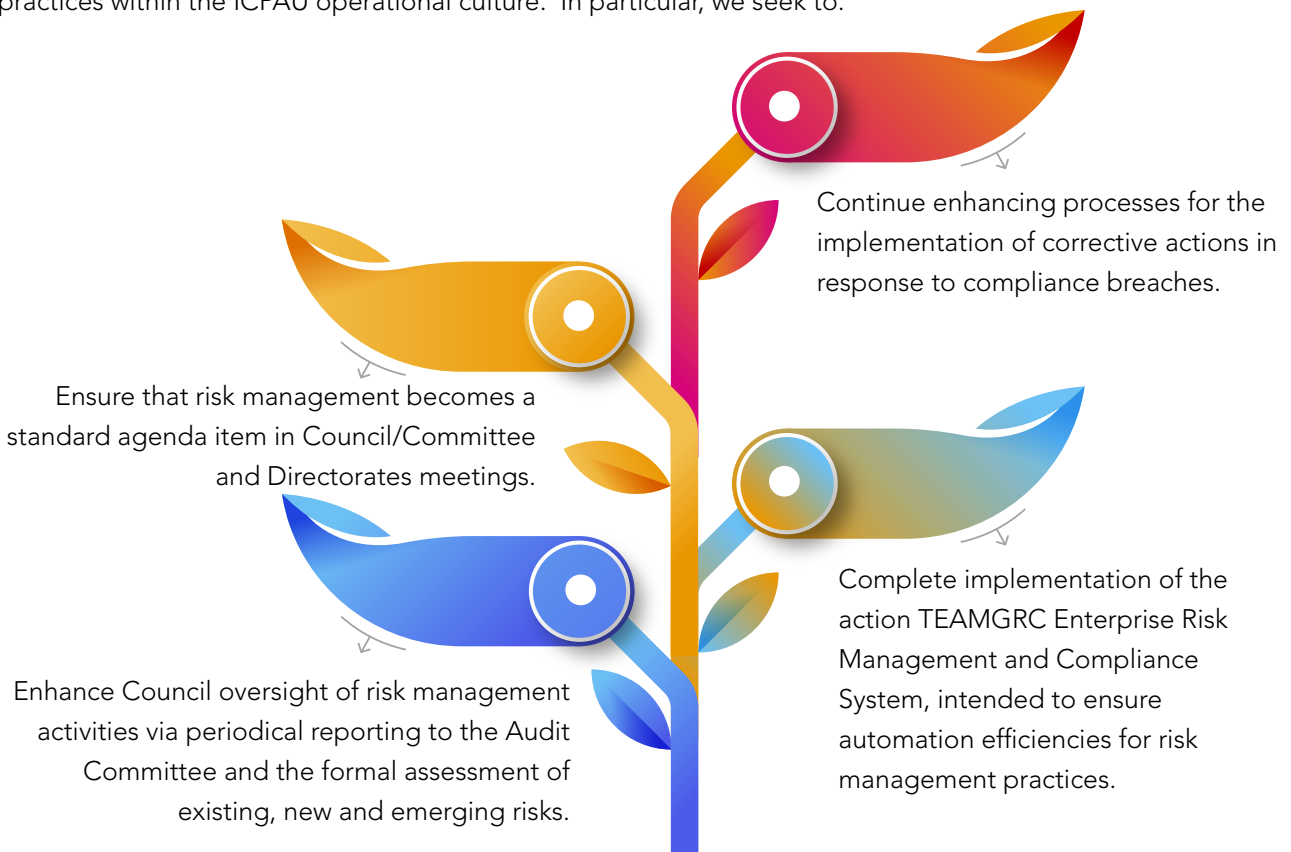 practices within the ICPAU operational culture. In particular, we seek to:
Continue enhancing processes for the
implementation of corrective actions in
response to compliance breaches.
Ensure that risk management becomes a
standard agenda item in Council/Committee
and Directorates meetings.
Complete implementation of the
action TEAMGRC Enterprise Risk
Management and Compliance
System, intended to ensure
automation efficiencies for risk
management practices.
Enhance Council oversight of risk management
activities via periodical reporting to the Audit
Committee and the formal assessment of
existing, new and emerging risks.